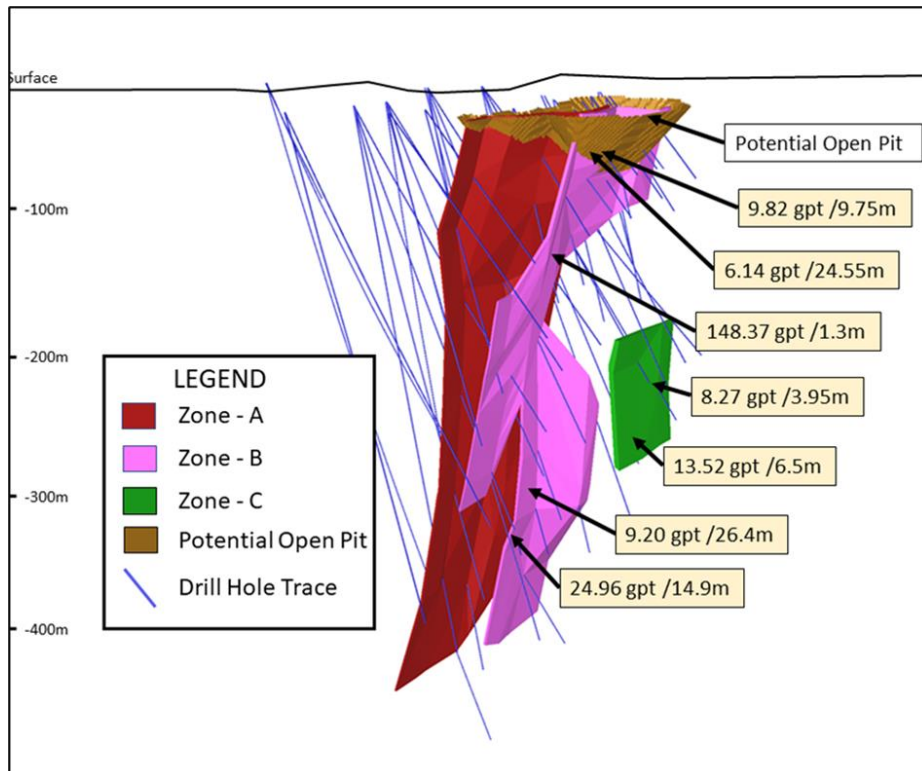 Surface
Potential Open Pit
-100m
9.82 gpt /9.75m
6.14 gpt /24.55m
148.37 gpt /1.3m
-200m
LEGEND
Zone - A
Zone - B
Zone - C
Potential Open Pit
Drill Hole Trace
8.27 gpt /3.95m
13.52 gpt /6.5m
-300m
9.20 gpt /26.4m
24.96 gpt /14.9m
-400m